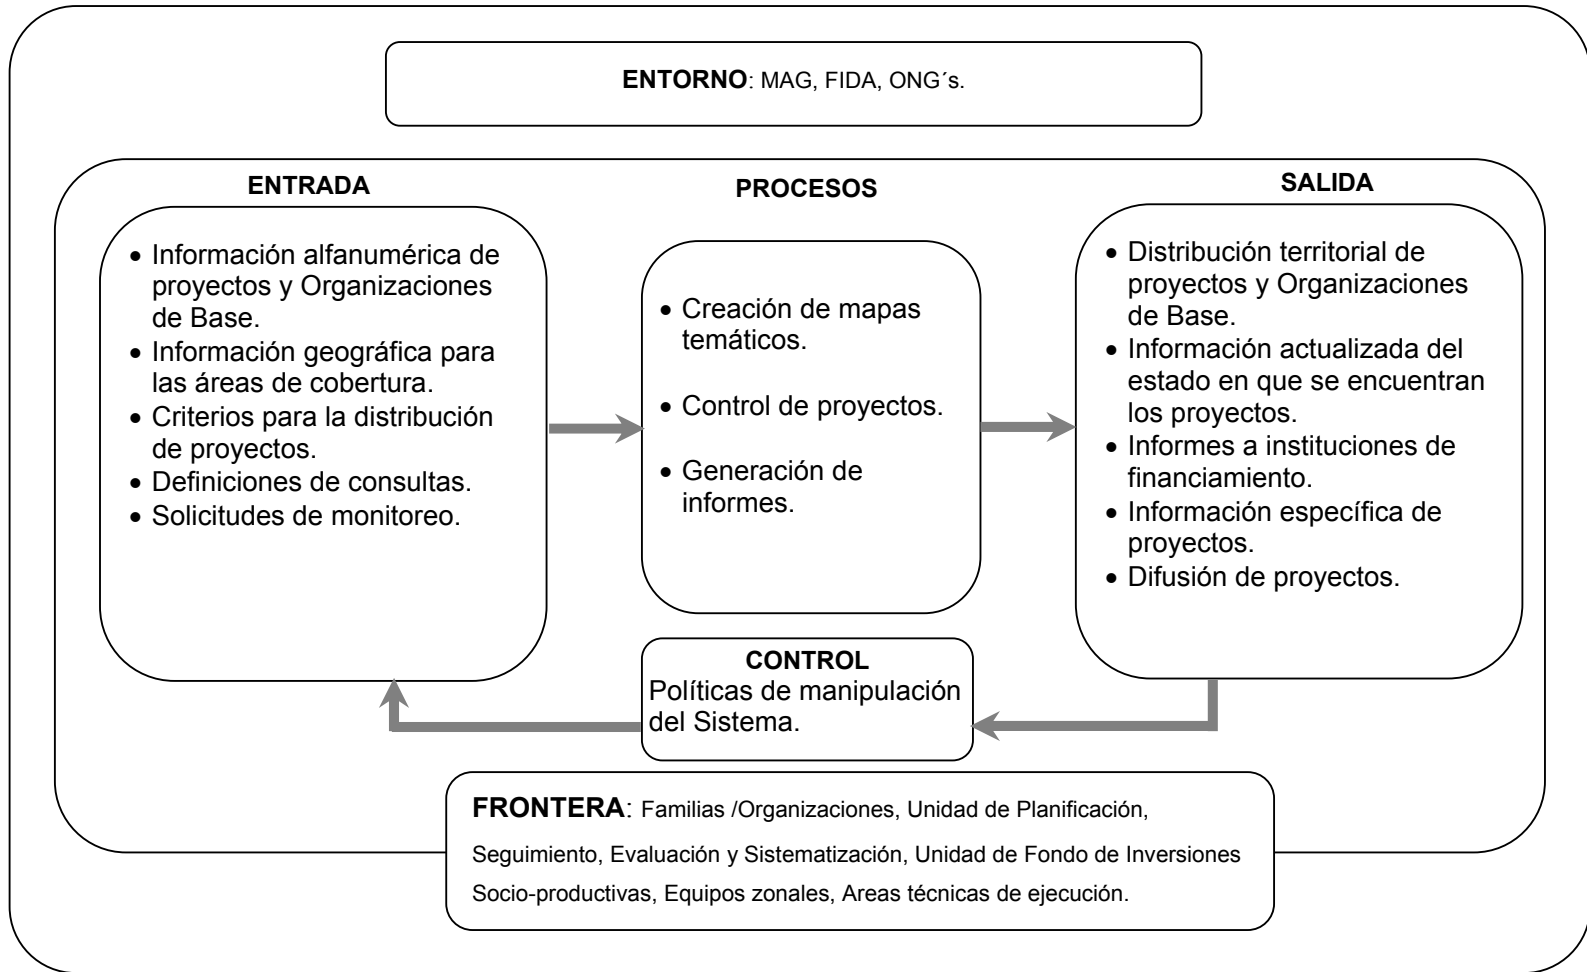 ENTORNO: MAG, FIDA, ONG´s.
ENTRADA
• Información alfanumérica de
proyectos y Organizaciones
de Base.
• Información geográfica para
las áreas de cobertura.
• Criterios para la distribución
de proyectos.
• Definiciones de consultas.
• Solicitudes de monitoreo.
PROCESOS
• Creación de mapas
temáticos.
• Control de proyectos.
• Generación de
informes.
SALIDA
• Distribución territorial de
proyectos y Organizaciones
de Base.
• Información actualizada del
estado en que se encuentran
los proyectos.
• Informes a instituciones de
financiamiento.
• Información específica de
proyectos.
• Difusión de proyectos.
CONTROL
Políticas de manipulación
del Sistema.
FRONTERA: Familias /Organizaciones, Unidad de Planificación,
Seguimiento, Evaluación y Sistematización, Unidad de Fondo de Inversiones
Socio-productivas, Equipos zonales, Areas técnicas de ejecución.